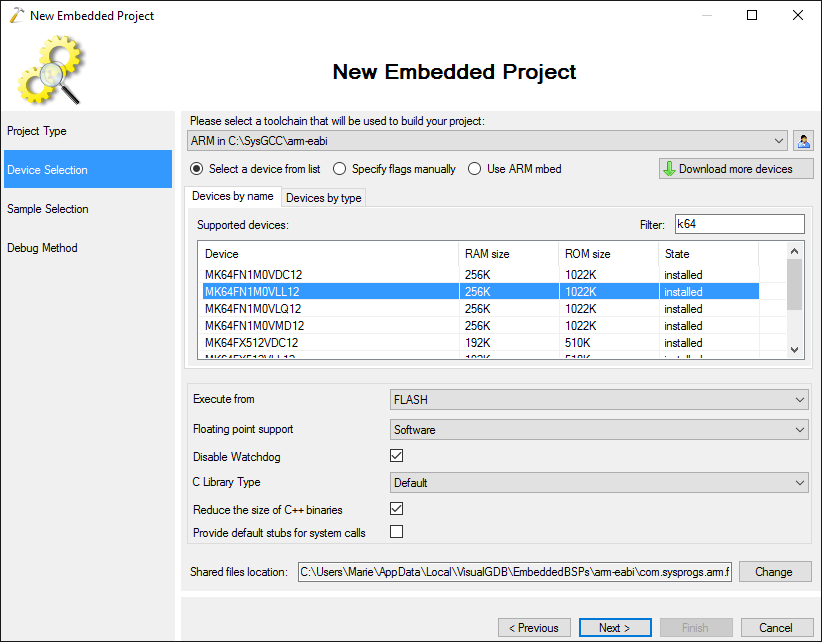 New Embedded Project
New Embedded Project
Project Type
Device Selection
Sample Selection
Debug Method
Please select a toolchain that will be used to build your project:
ARM in C:\SysGCC\arm-eabi
Select a device from list Specify flags manually Use ARM mbed Download more devices
Devices by name Devices by type
Supported devices: Filter: k64
Device RAM size ROM size State
MK64FN1M0VDC12 256K 1022K installed
MK64FN1M0VLL12 256K 1022K installed
MK64FN1M0VLQ12 256K 1022K installed
MK64FN1M0VMD12 256K 1022K installed
MK64FX512VDC12 192K 510K installed
Execute from FLASH
Floating point support Software
Disable Watchdog
C Library Type Default
Reduce the size of C++ binaries
Provide default stubs for system calls
Shared files location: C:\Users\Marie\AppData\Local\VisualGDB\EmbeddedBSPs\arm-eabi\com.sysprogs.arm.f Change
< Previous Next > Finish Cancel